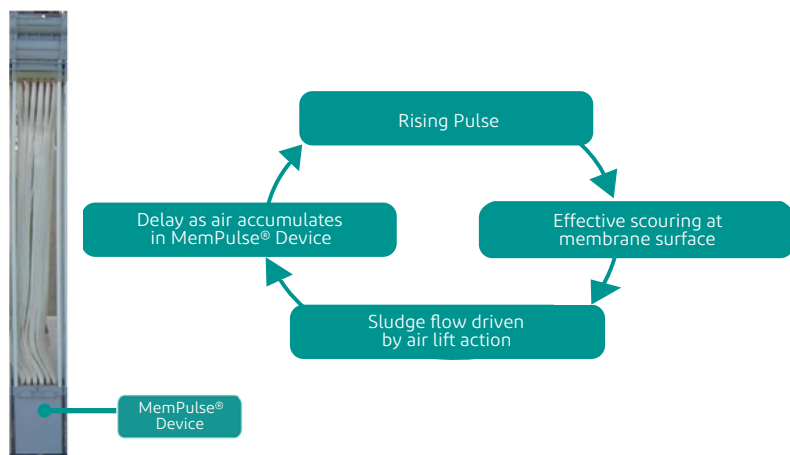 Rising Pulse
Delay as air accumulates
in MemPulse® Device
Effective scouring at
membrane surface
Sludge flow driven
by air lift action
MemPulse®
Device